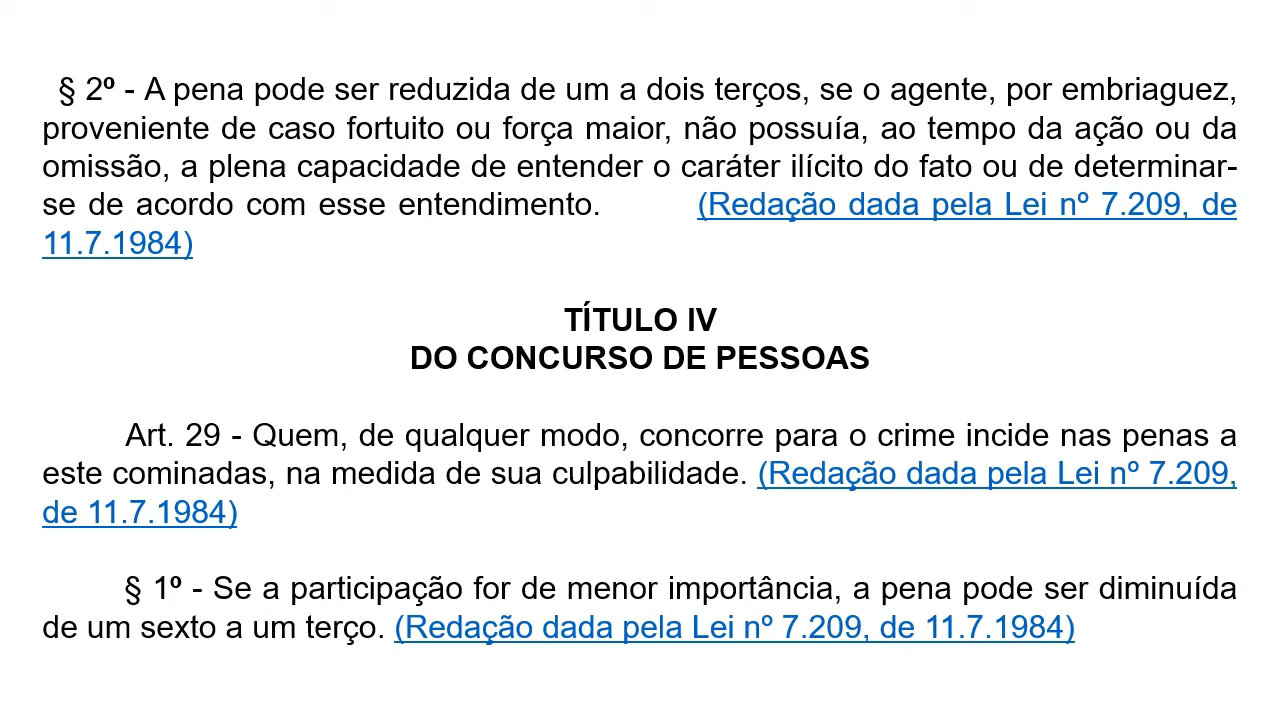 § 2º - A pena pode ser reduzida de um a dois terços, se o agente, por embriaguez,
proveniente de caso fortuito ou força maior, não possuía, ao tempo da ação ou da
omissão, a plena capacidade de entender o caráter ilícito do fato ou de determinar-
se de acordo com esse entendimento. (Redação dada pela Lei nº 7.209, de
11.7.1984)
TÍTULO IV
DO CONCURSO DE PESSOAS
Art. 29 - Quem, de qualquer modo, concorre para o crime incide nas penas a
este cominadas, na medida de sua culpabilidade. (Redação dada pela Lei nº 7.209,
de 11.7.1984)
§ 1º - Se a participação for de menor importância, a pena pode ser diminuída
de um sexto a um terço. (Redação dada pela Lei nº 7.209, de 11.7.1984)